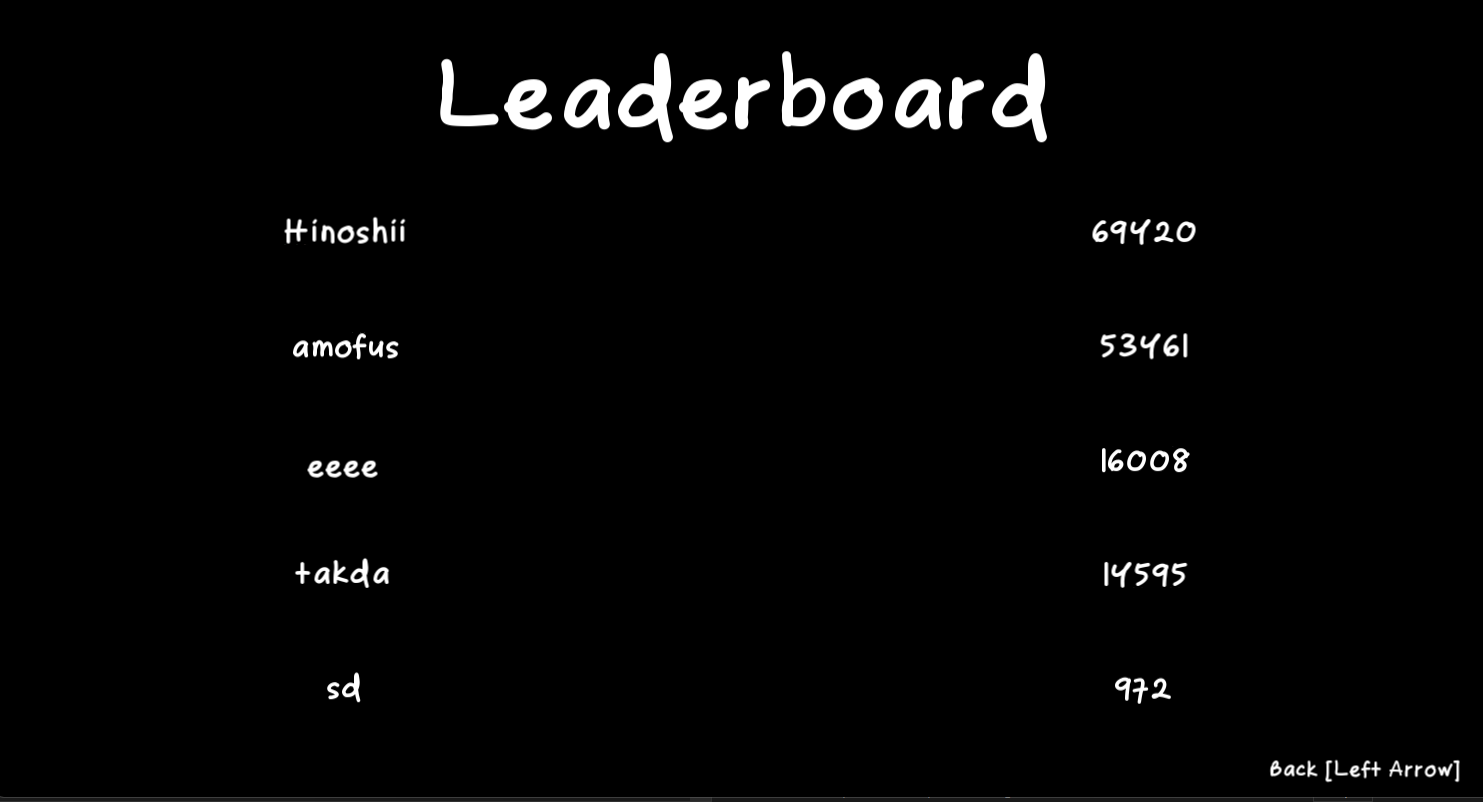 Leaderboard
Hinoshii 69420
amofus 53461
eeee 16008
takda 14595
sd 972
Back [Left Arrow]